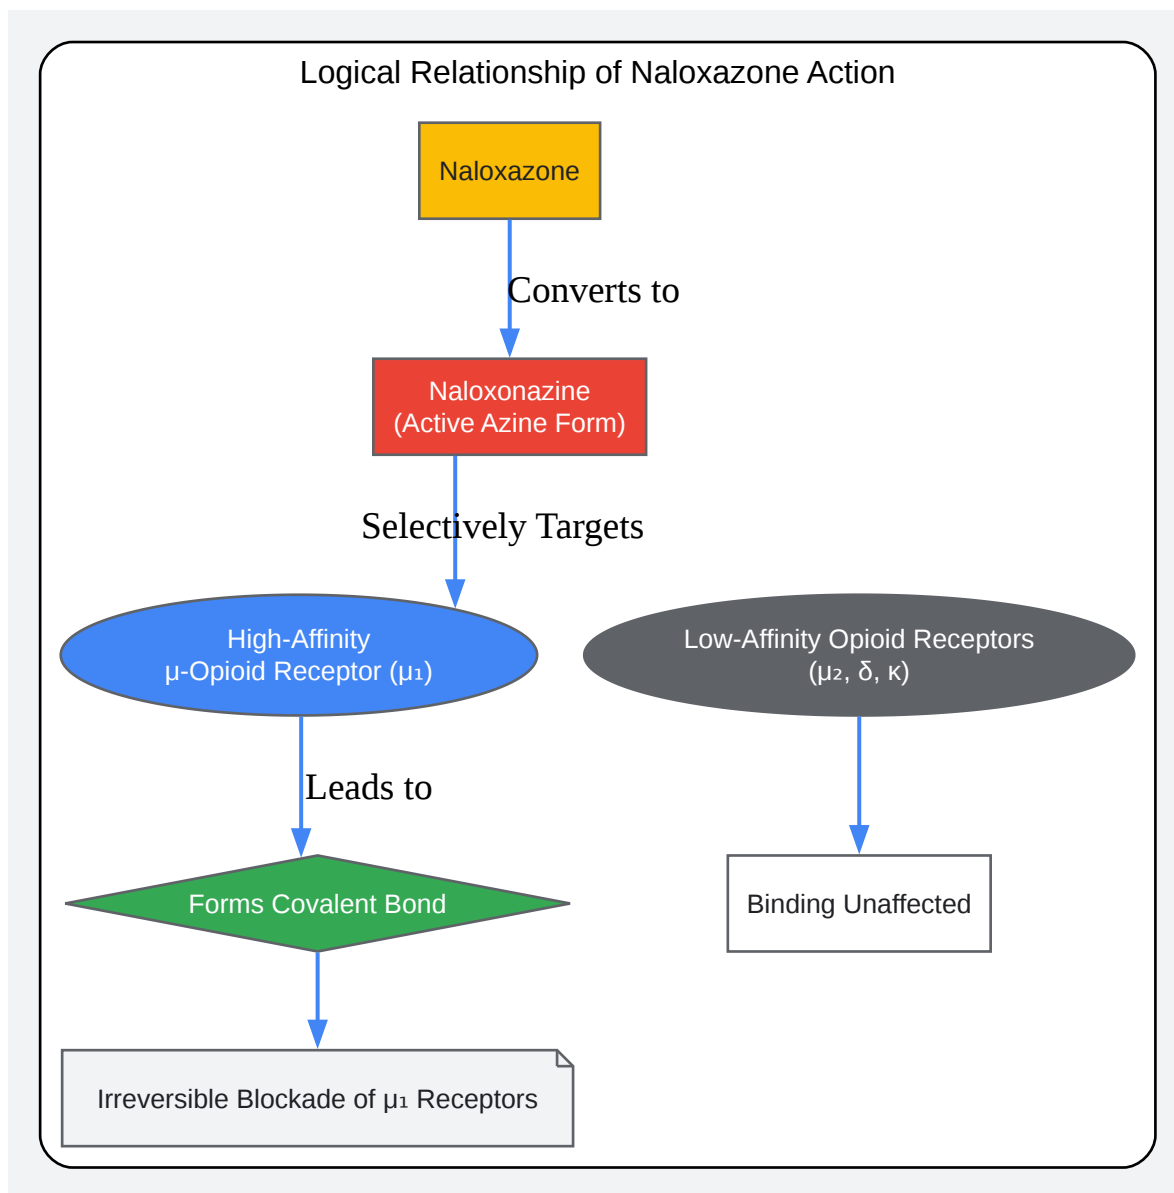 Logical Relationship of Naloxazone Action
Naloxazone
Converts to
Naloxonazine
(Active Azine Form)
Selectively Targets
High-Affinity
μ-Opioid Receptor (μ₁)
Low-Affinity Opioid Receptors
(μ₂, δ, κ)
Leads to
Forms Covalent Bond
Binding Unaffected
Irreversible Blockade of μ₁ Receptors